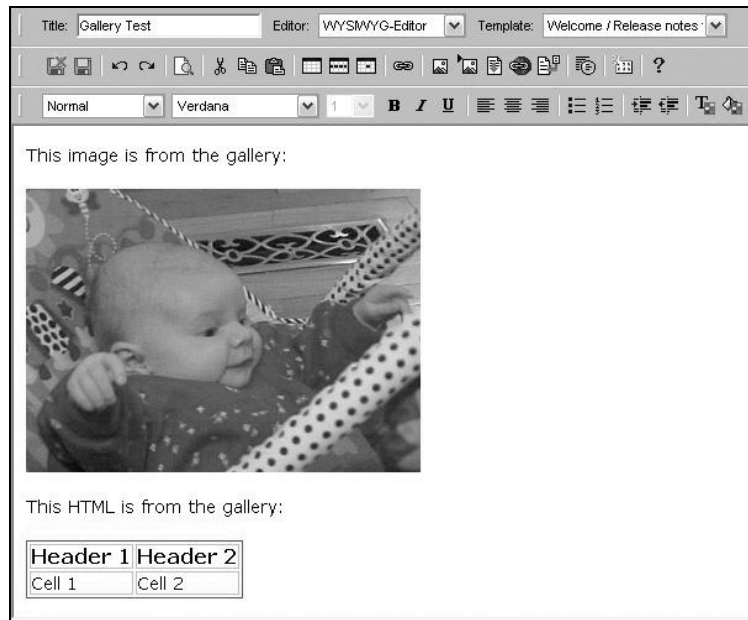 Title: Gallery Test Editor: WYSIWYG-Editor Template: Welcome / Release notes
Normal Verdana 1 B I U
This image is from the gallery:
This HTML is from the gallery:
Header 1 Header 2
Cell 1 Cell 2